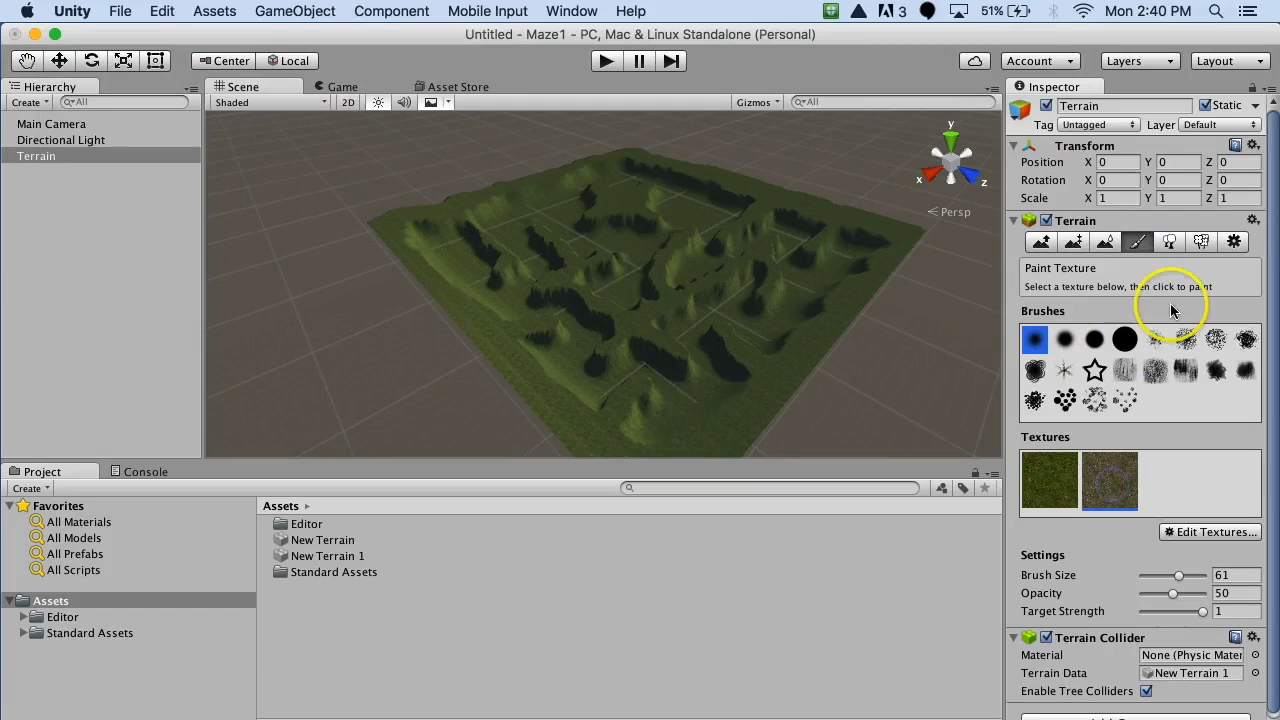 Unity File Edit Assets GameObject Component Mobile Input Window Help 3 51% Mon 2:40 PM
Untitled - Maze1 - PC, Mac & Linux Standalone (Personal)
Center Local Account Layers Layout
Hierarchy Scene Game Asset Store Inspector
Create All Shaded 2D Gizmos All Terrain Static
Main Camera y Tag Untagged Layer Default
Directional Light Transform
Terrain Position X 0 Y 0 Z 0
x z Rotation X 0 Y 0 Z 0
Scale X 1 Y 1 Z 1
Persp
Terrain
Paint Texture
Select a texture below, then click to paint
Brushes
Textures
Project Console
Create
Favorites Assets
All Materials Editor Edit Textures...
All Models New Terrain
All Prefabs New Terrain 1 Settings
All Scripts Standard Assets Brush Size 61
Opacity 50
Assets Target Strength 1
Editor
Standard Assets Terrain Collider
Material None (Physic Mater
Terrain Data New Terrain 1
Enable Tree Colliders